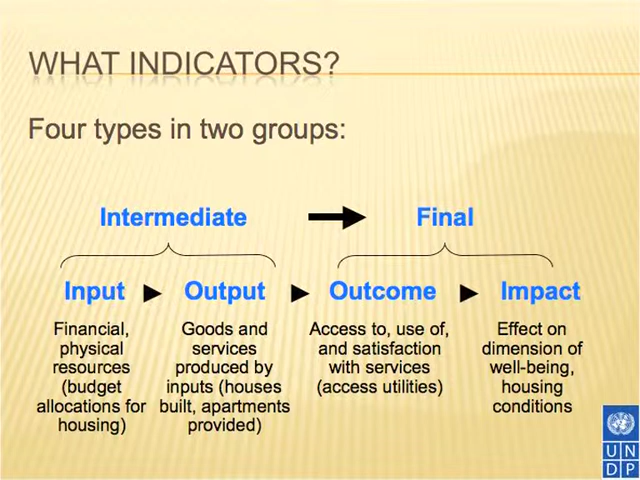 WHAT INDICATORS?
Four types in two groups:
Intermediate
Final
Input
Output
Outcome
Impact
Financial,
physical
resources
(budget
allocations for
housing)
Goods and
services
produced by
inputs (houses
built, apartments
provided)
Access to, use of,
and satisfaction
with services
(access utilities)
Effect on
dimension of
well-being,
housing
conditions
U N
D P